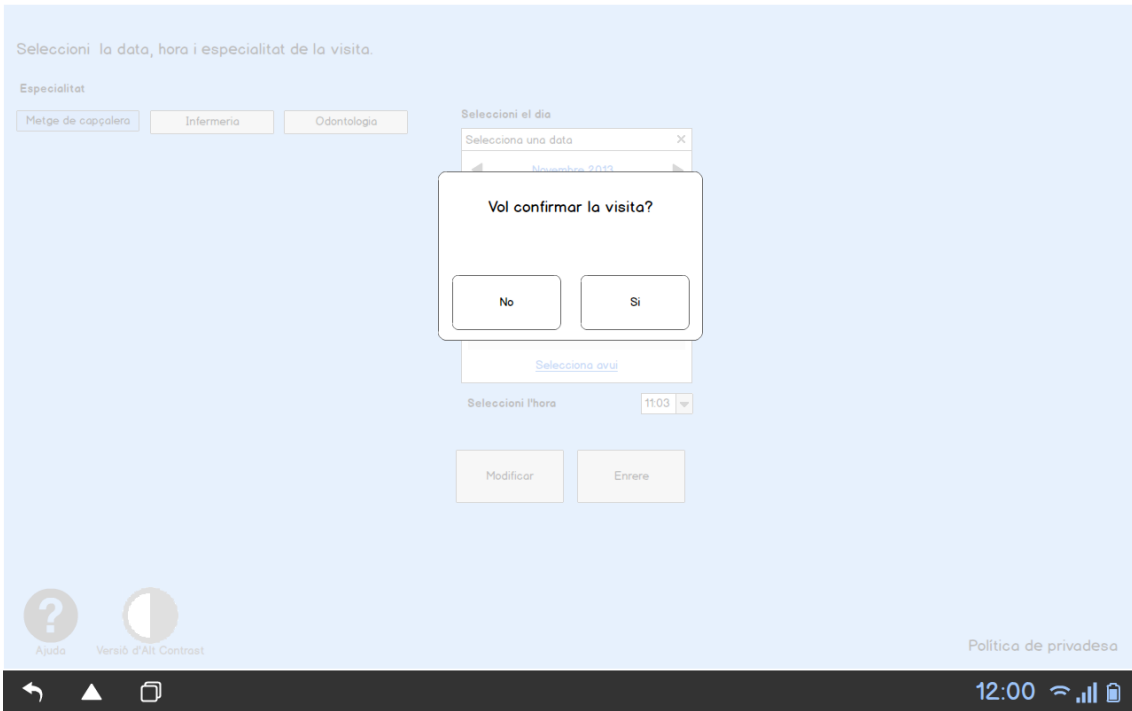 Seleccioni la data, hora i especialitat de la visita.
Especialitat
Metge de capçalera
Infermeria
Odontologia
Seleccioni el dia
Selecciona una data
Novembre 2013
Vol confirmar la visita?
No
Si
Selecciona avui
Seleccioni l'hora
11:03
Modificar
Enrere
Ajuda
Versió d'Alt Contrast
Política de privadesa
12:00